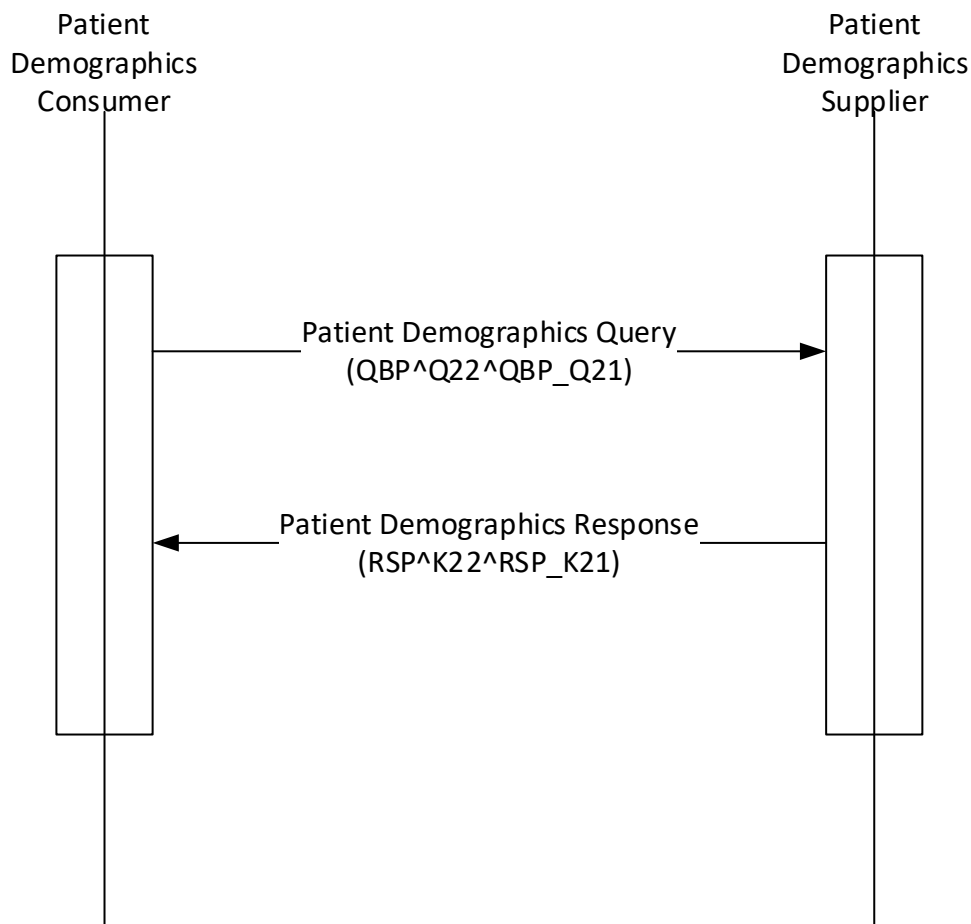 Patient
Demographics
Consumer
Patient
Demographics
Supplier
Patient Demographics Query
(QBP^Q22^QBP_Q21)
Patient Demographics Response
(RSP^K22^RSP_K21)